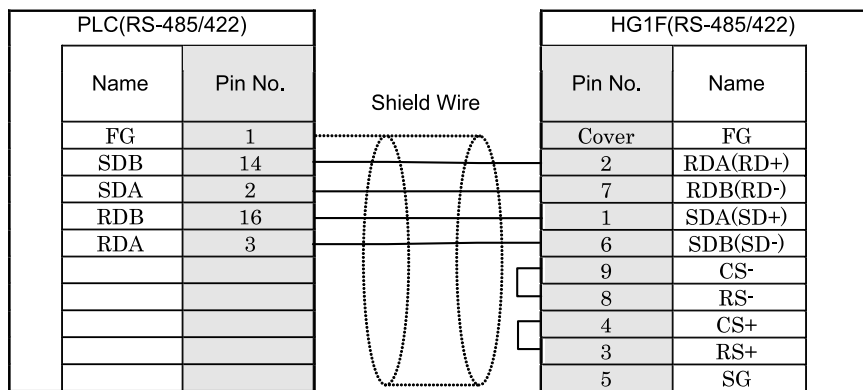 PLC(RS-485/422) HG1F(RS-485/422)
Name Pin No. Shield Wire Pin No. Name
FG 1 Cover FG
SDB 14 2 RDA(RD+)
SDA 2 7 RDB(RD-)
RDB 16 1 SDA(SD+)
RDA 3 6 SDB(SD-)
9 CS-
8 RS-
4 CS+
3 RS+
5 SG